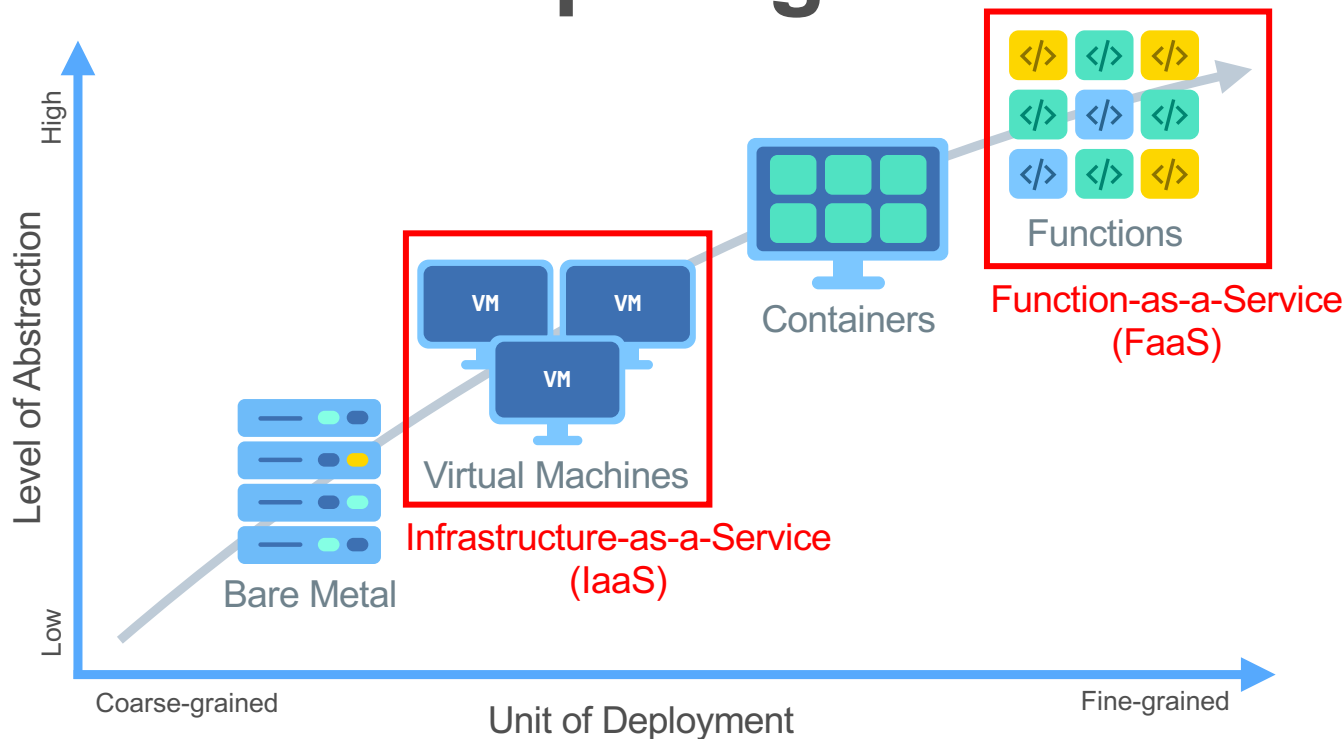 High
Level of Abstraction
Low
</>
</>
</>
</>
</>
</>
</>
</>
</>
Functions
Function-as-a-Service
(FaaS)
Containers
VM
VM
VM
Virtual Machines
Infrastructure-as-a-Service
(IaaS)
Bare Metal
Coarse-grained
Unit of Deployment
Fine-grained